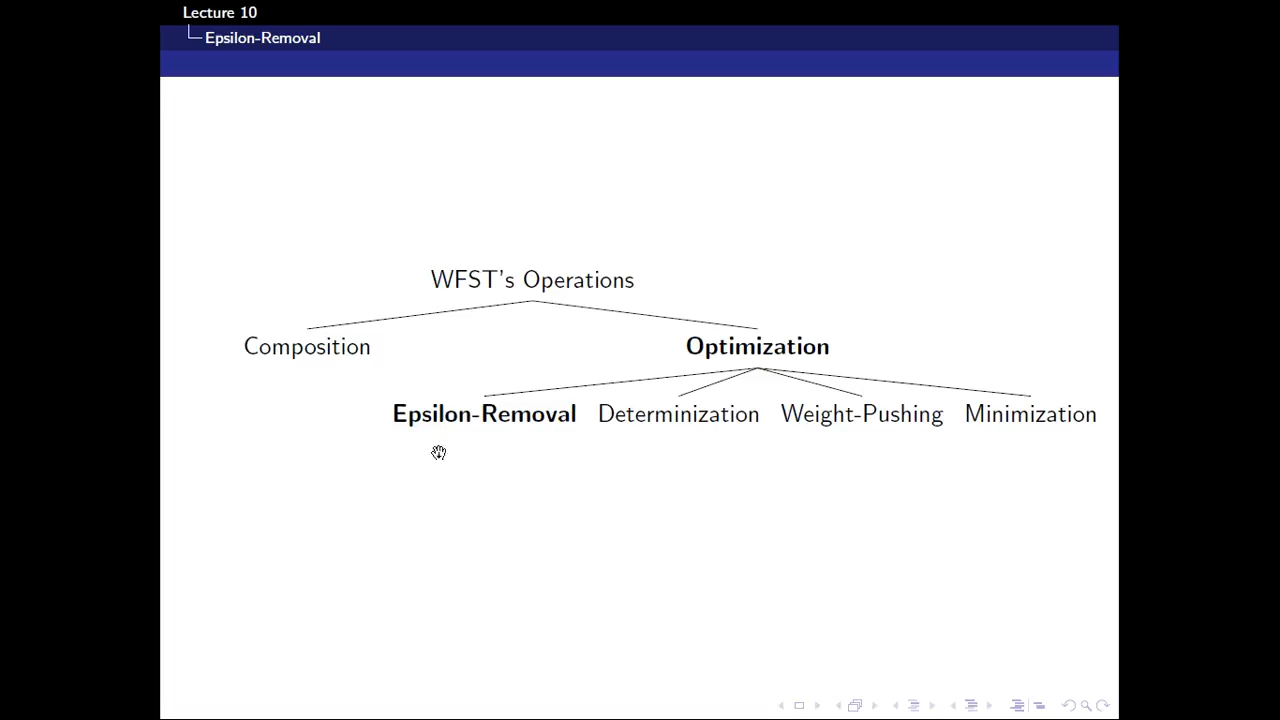 Lecture 10
Epsilon-Removal
WFST's Operations
Composition Optimization
Epsilon-Removal Determinization Weight-Pushing Minimization